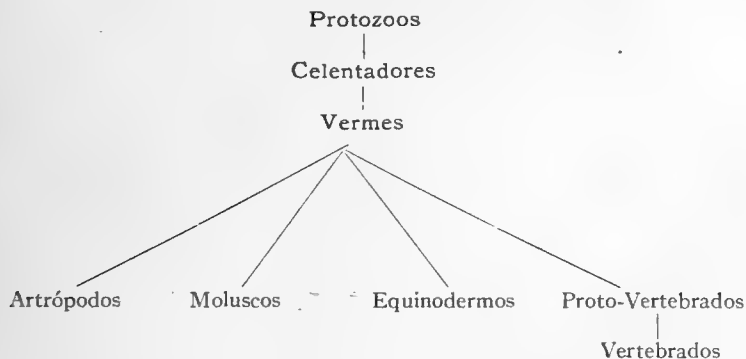 Protozoos
Celentadores
Vermes
Artrópodos Moluscos Equinodermos Proto-Vertebrados
Vertebrados